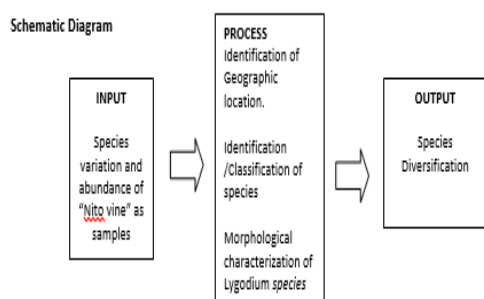 Schematic Diagram
INPUT
Species
variation and
abundance of
"Nito vine" as
samples
PROCESS
Identification of
Geographic
location.
Identification
/Classification of
species
Morphological
characterization of
Lygodium species
OUTPUT
Species
Diversification